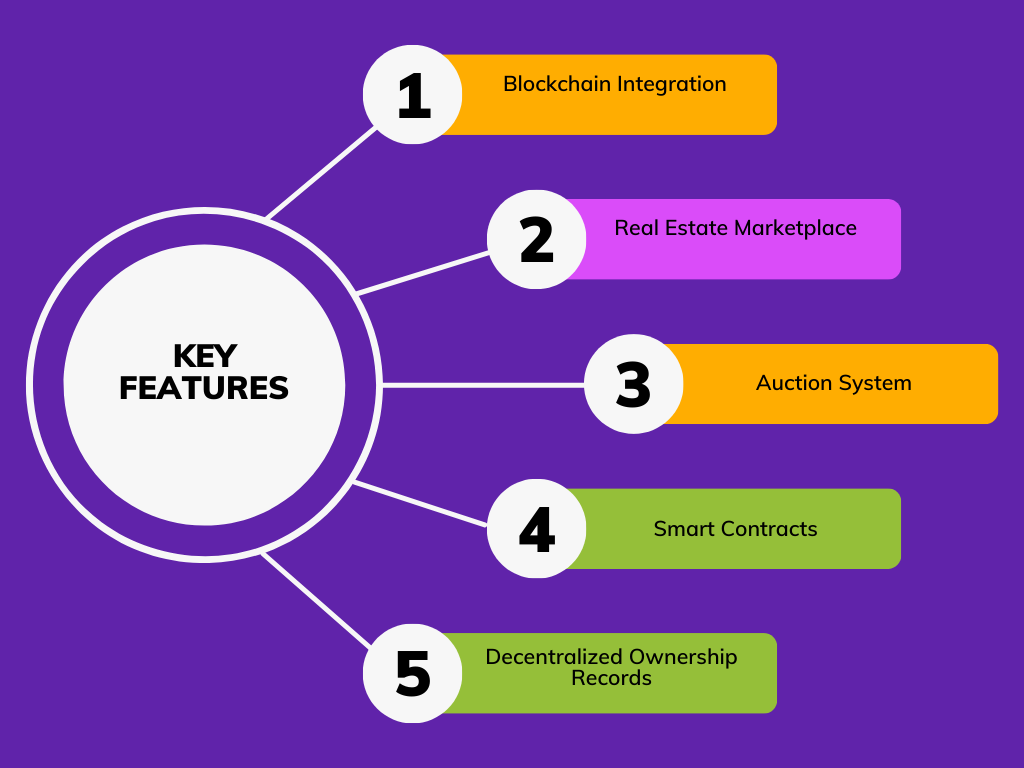 KEY
FEATURES
1
Blockchain Integration
2
Real Estate Marketplace
3
Auction System
4
Smart Contracts
5
Decentralized Ownership
Records